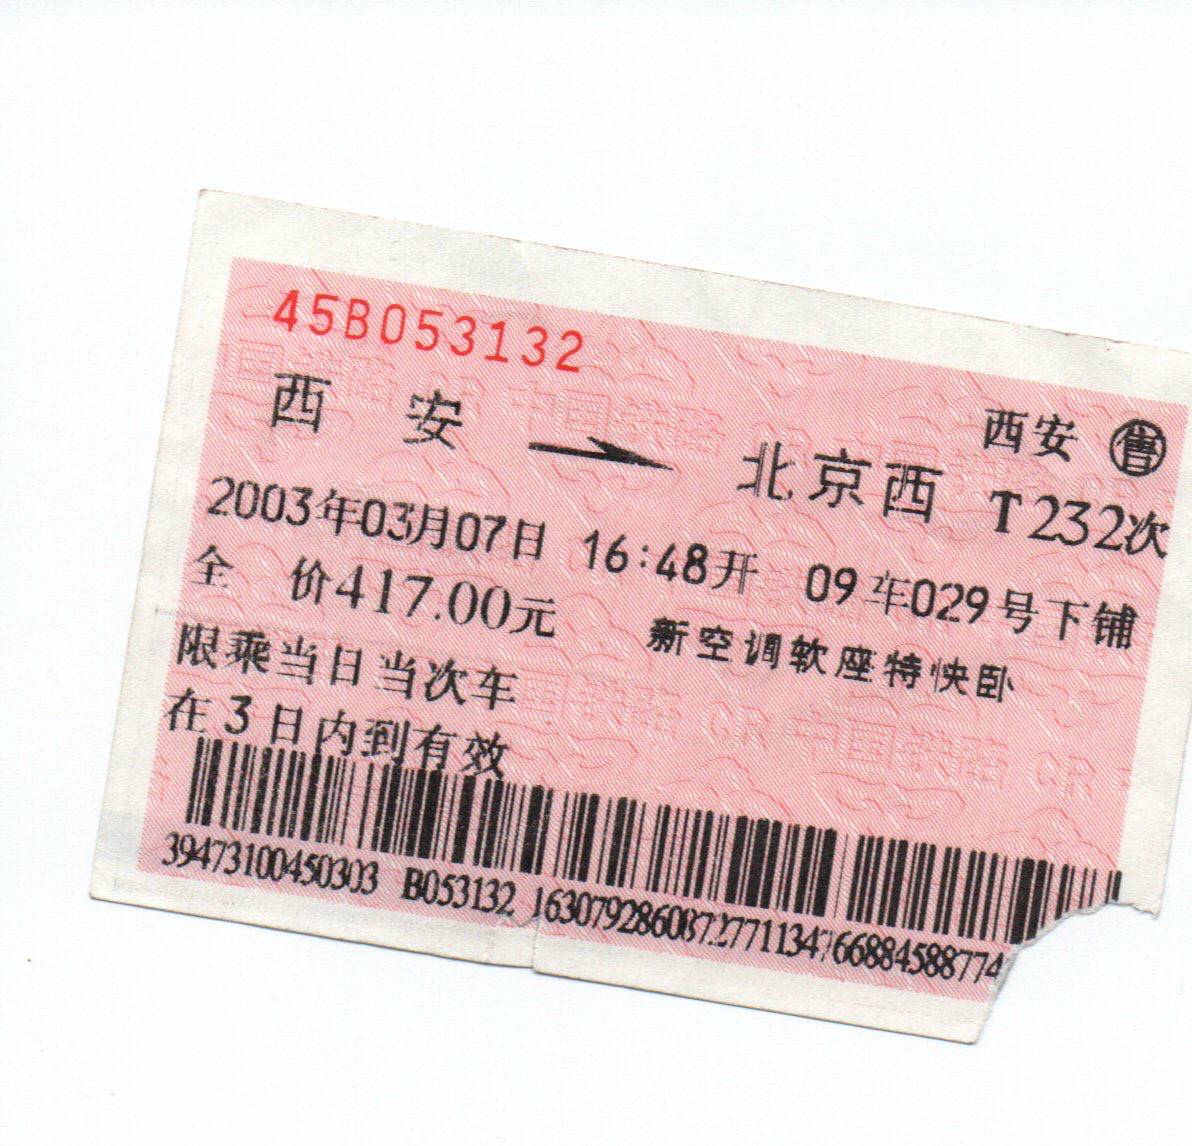 45B053132
西安 售
西 安 → 北京西 T232次
2003年03月07日 16:48开 09车029号下铺
全 价417.00元 新空调软座特快卧
限乘当日当次车
在3日内到有效
39473100450303 B053132